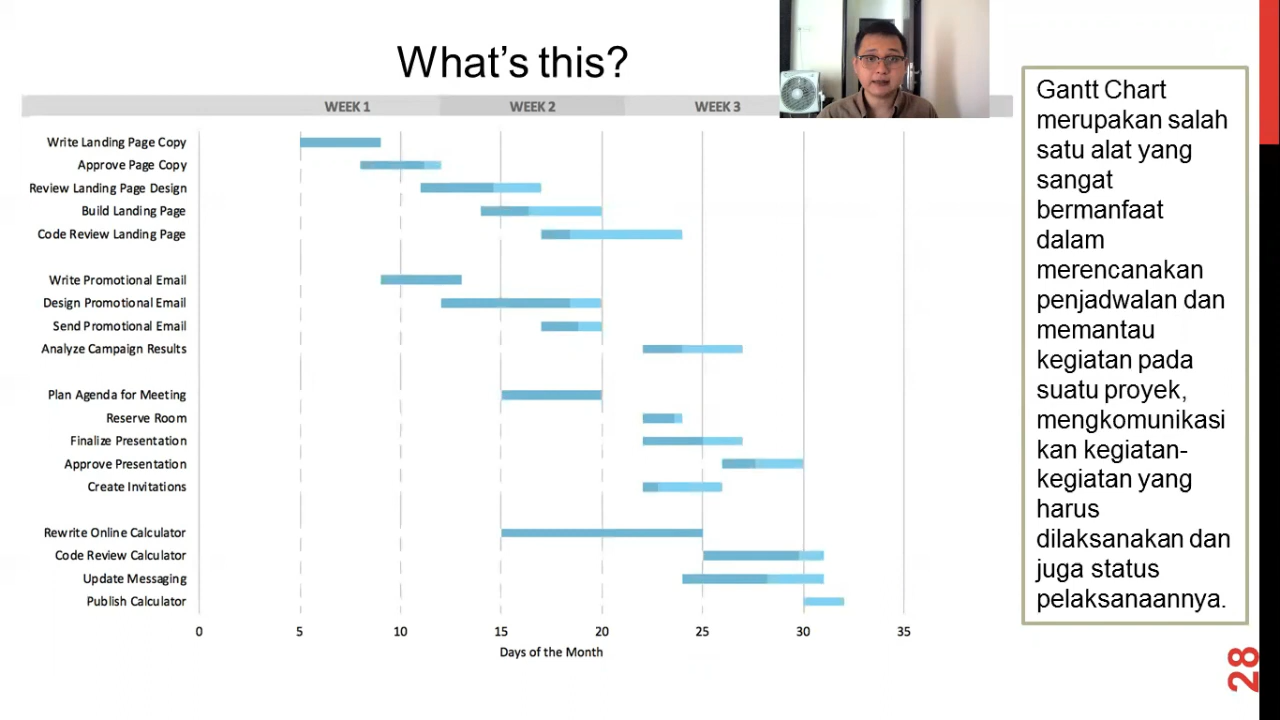 What's this?
WEEK 1 WEEK 2 WEEK 3
Write Landing Page Copy
Approve Page Copy
Review Landing Page Design
Build Landing Page
Code Review Landing Page
Write Promotional Email
Design Promotional Email
Send Promotional Email
Analyze Campaign Results
Plan Agenda for Meeting
Reserve Room
Finalize Presentation
Approve Presentation
Create Invitations
Rewrite Online Calculator
Code Review Calculator
Update Messaging
Publish Calculator
0 5 10 15 20 25 30 35
Days of the Month
Gantt Chart
merupakan salah
satu alat yang
sangat
bermanfaat
dalam
merencanakan
penjadwalan dan
memantau
kegiatan pada
suatu proyek,
mengkomunikasi
kan kegiatan-
kegiatan yang
harus
dilaksanakan dan
juga status
pelaksanaannya.
28